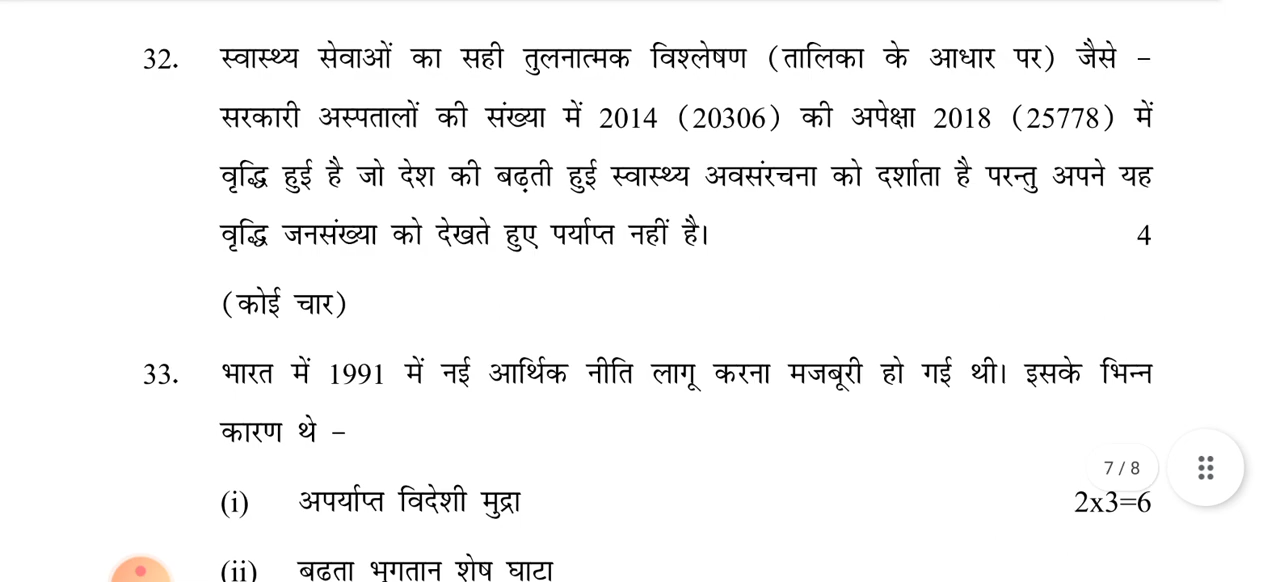 32. स्वास्थ्य सेवाओं का सही तुलनात्मक विश्लेषण (तालिका के आधार पर) जैसे –
सरकारी अस्पतालों की संख्या में 2014 (20306) की अपेक्षा 2018 (25778) में
वृद्धि हुई है जो देश की बढ़ती हुई स्वास्थ्य अवसंरचना को दर्शाता है परन्तु अपने यह
वृद्धि जनसंख्या को देखते हुए पर्याप्त नहीं है। 4
(कोई चार)
33. भारत में 1991 में नई आर्थिक नीति लागू करना मजबूरी हो गई थी। इसके भिन्न
कारण थे –
7 / 8
(i) अपर्याप्त विदेशी मुद्रा 2x3=6
(ii) बढ़ता भुगतान शेष घाटा